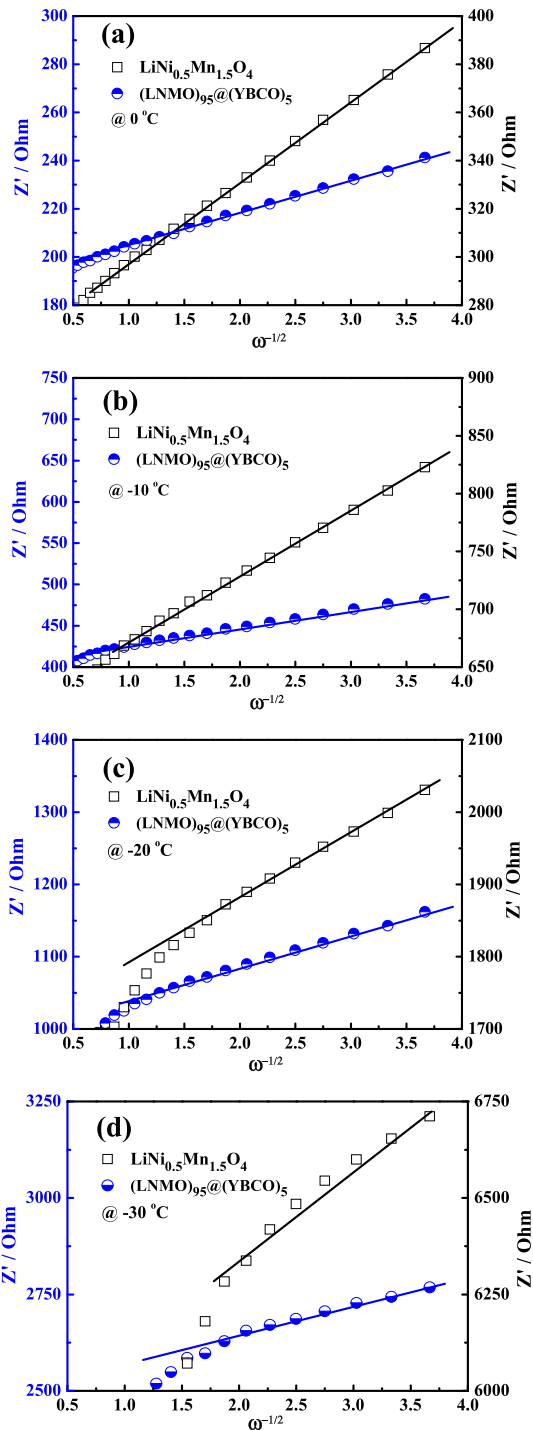 (a)
LiNi0.5Mn1.5O4
(LNMO)95@(YBCO)5
@ 0 °C
Z' / Ohm
300
280
260
240
220
200
180
400
380
360
340
320
300
280
Z' / Ohm
0.5 1.0 1.5 2.0 2.5 3.0 3.5 4.0
ω–1/2
(b)
LiNi0.5Mn1.5O4
(LNMO)95@(YBCO)5
@ -10 °C
Z' / Ohm
750
700
650
600
550
500
450
400
900
850
800
750
700
650
Z' / Ohm
0.5 1.0 1.5 2.0 2.5 3.0 3.5 4.0
ω–1/2
(c)
LiNi0.5Mn1.5O4
(LNMO)95@(YBCO)5
@ -20 °C
Z' / Ohm
1400
1300
1200
1100
1000
2100
2000
1900
1800
1700
Z' / Ohm
0.5 1.0 1.5 2.0 2.5 3.0 3.5 4.0
ω–1/2
(d)
LiNi0.5Mn1.5O4
(LNMO)95@(YBCO)5
@ -30 °C
Z' / Ohm
3250
3000
2750
2500
6750
6500
6250
6000
Z' / Ohm
0.5 1.0 1.5 2.0 2.5 3.0 3.5 4.0
ω–1/2